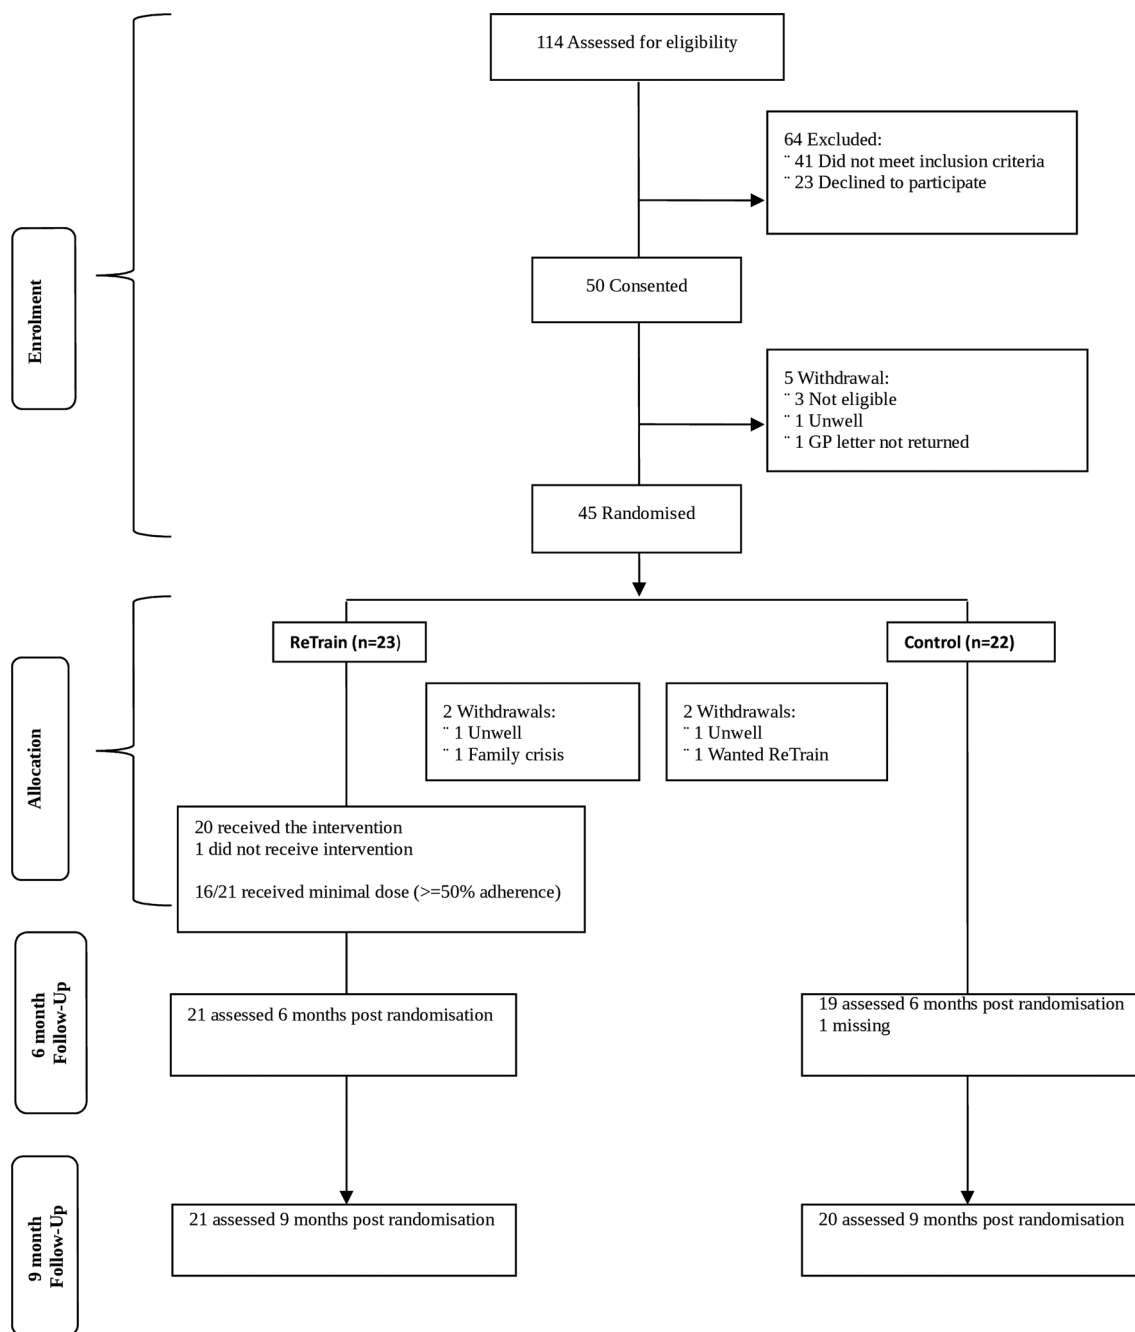 114 Assessed for eligibility
64 Excluded:
¨ 41 Did not meet inclusion criteria
¨ 23 Declined to participate
Enrolment
50 Consented
5 Withdrawal:
¨ 3 Not eligible
¨ 1 Unwell
¨ 1 GP letter not returned
45 Randomised
Allocation
ReTrain (n=23)
Control (n=22)
2 Withdrawals:
¨ 1 Unwell
¨ 1 Family crisis
2 Withdrawals:
¨ 1 Unwell
¨ 1 Wanted ReTrain
20 received the intervention
1 did not receive intervention
16/21 received minimal dose (>=50% adherence)
6 month
Follow-Up
21 assessed 6 months post randomisation
19 assessed 6 months post randomisation
1 missing
9 month
Follow-Up
21 assessed 9 months post randomisation
20 assessed 9 months post randomisation